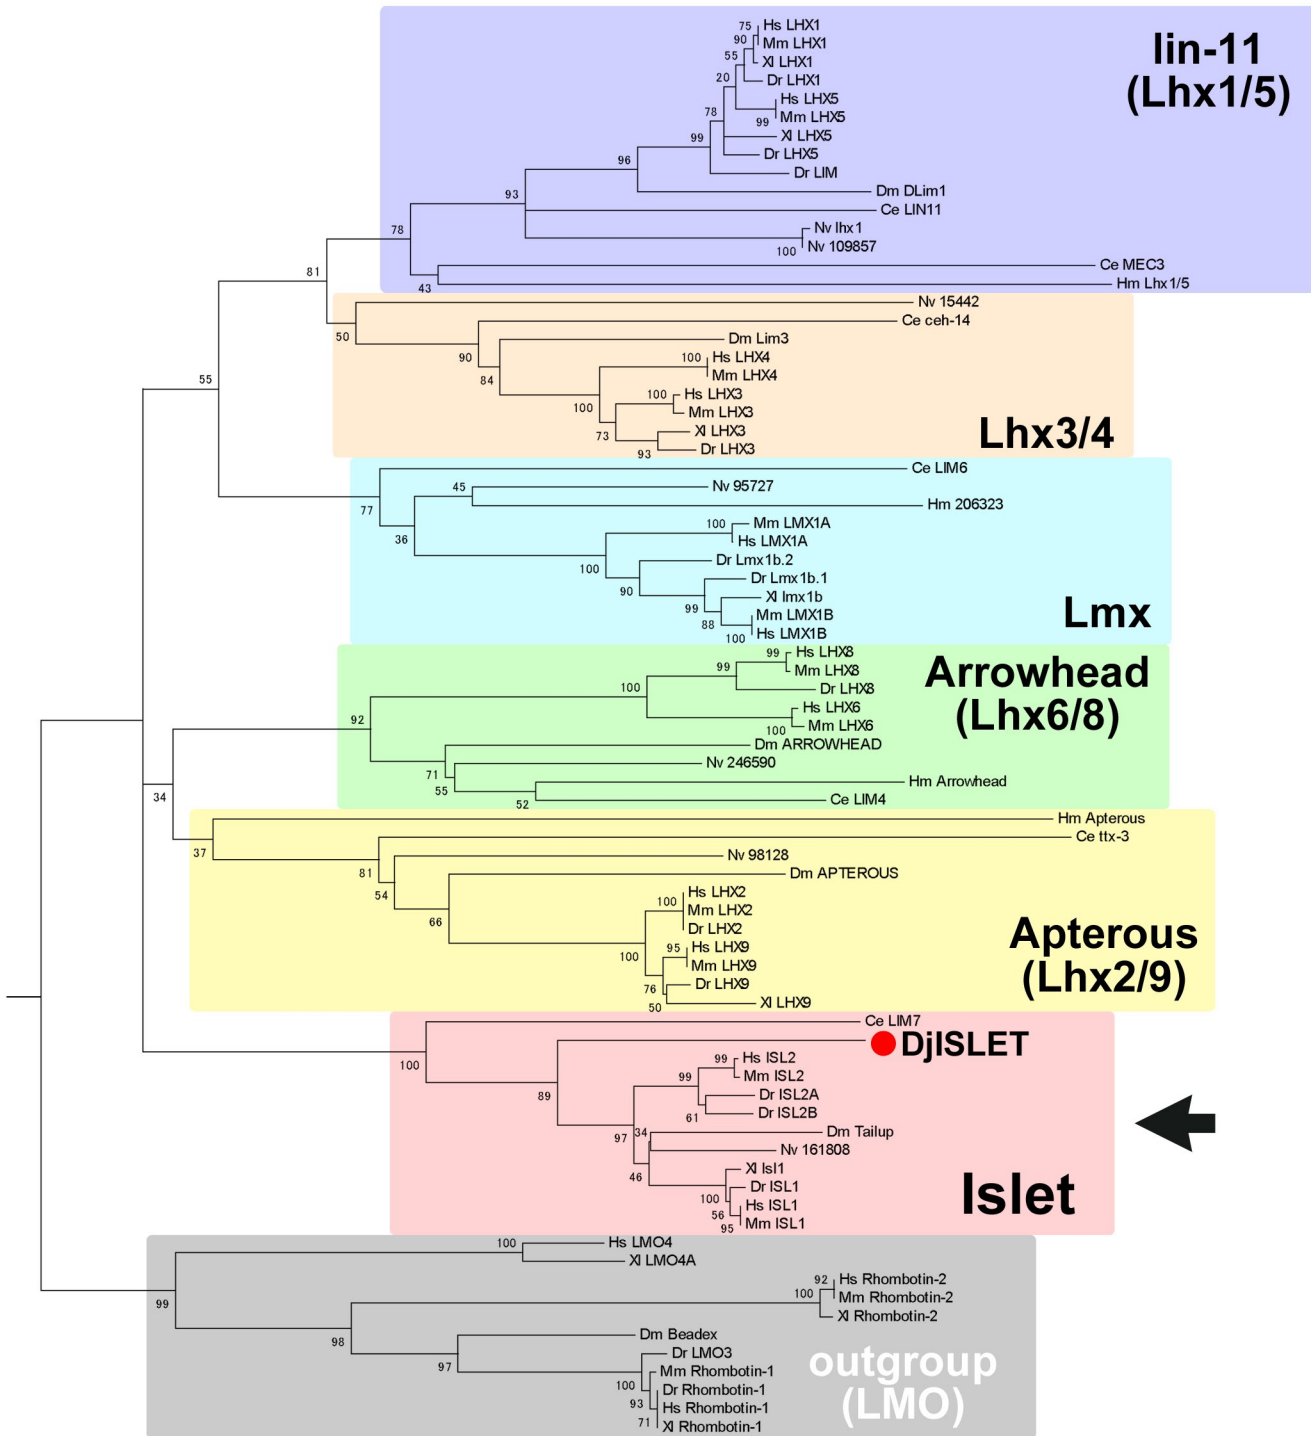 Hs LHX1
75
Mm LHX1
90
Xl LHX1
55
Dr LHX1
20
Hs LHX5
Mm LHX5
99
78
Xl LHX5
99
Dr LHX5
96
Dr LIM
93
Dm DLim1
Ce LIN11
78
Nv lhx1
Nv 109857
100
81
Ce MEC3
43
Hm Lhx1/5
lin-11
(Lhx1/5)
Nv 15442
50
Ce ceh-14
90
Dm Lim3
84
100
Hs LHX4
Mm LHX4
100
100
Hs LHX3
Mm LHX3
73
Xl LHX3
93
Dr LHX3
Lhx3/4
55
Ce LIM6
77
45
Nv 95727
Hm 206323
36
100
Mm LMX1A
Hs LMX1A
100
Dr Lmx1b.2
90
Dr Lmx1b.1
99
Xl lmx1b
88
Mm LMX1B
100
Hs LMX1B
Lmx
99
Hs LHX8
Mm LHX8
99
Dr LHX8
100
Hs LHX6
100
Mm LHX6
92
Dm ARROWHEAD
71
Nv 246590
55
Hm Arrowhead
52
Ce LIM4
Arrowhead
(Lhx6/8)
34
Hm Apterous
37
Ce ttx-3
81
Nv 98128
54
Dm APTEROUS
66
Hs LHX2
100
Mm LHX2
Dr LHX2
100
95
Hs LHX9
Mm LHX9
76
Dr LHX9
50
Xl LHX9
Apterous
(Lhx2/9)
Ce LIM7
100
DjISLET
89
99
Hs ISL2
Mm ISL2
99
Dr ISL2A
61
Dr ISL2B
97
34
Dm Tailup
Nv 161808
46
Xl Isl1
100
Dr ISL1
56
Hs ISL1
95
Mm ISL1
Islet
100
Hs LMO4
Xl LMO4A
99
92
Hs Rhombotin-2
100
Mm Rhombotin-2
Xl Rhombotin-2
98
Dm Beadex
97
Dr LMO3
100
Mm Rhombotin-1
Dr Rhombotin-1
93
Hs Rhombotin-1
71
Xl Rhombotin-1
outgroup
(LMO)